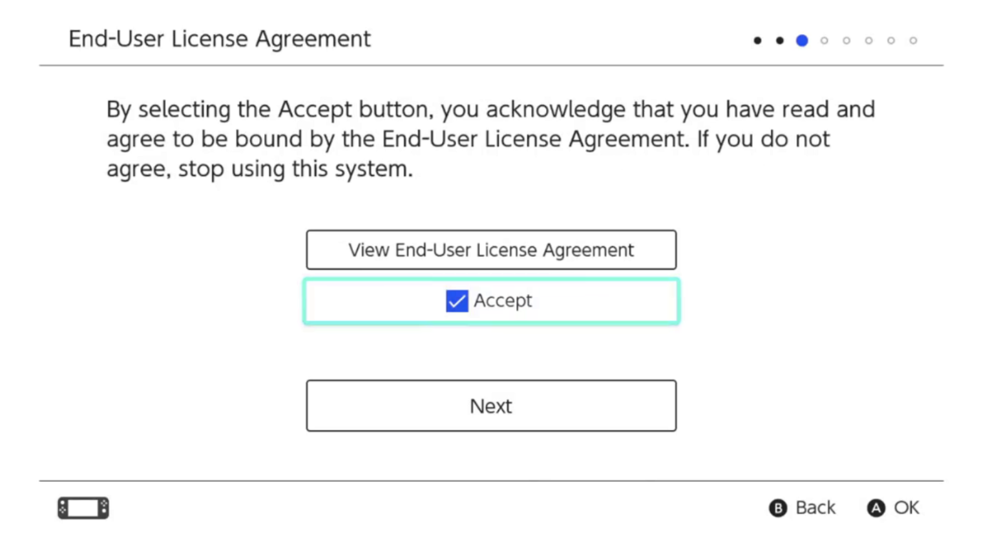 End-User License Agreement
By selecting the Accept button, you acknowledge that you have read and
agree to be bound by the End-User License Agreement. If you do not
agree, stop using this system.
View End-User License Agreement
Accept
Next
B Back A OK